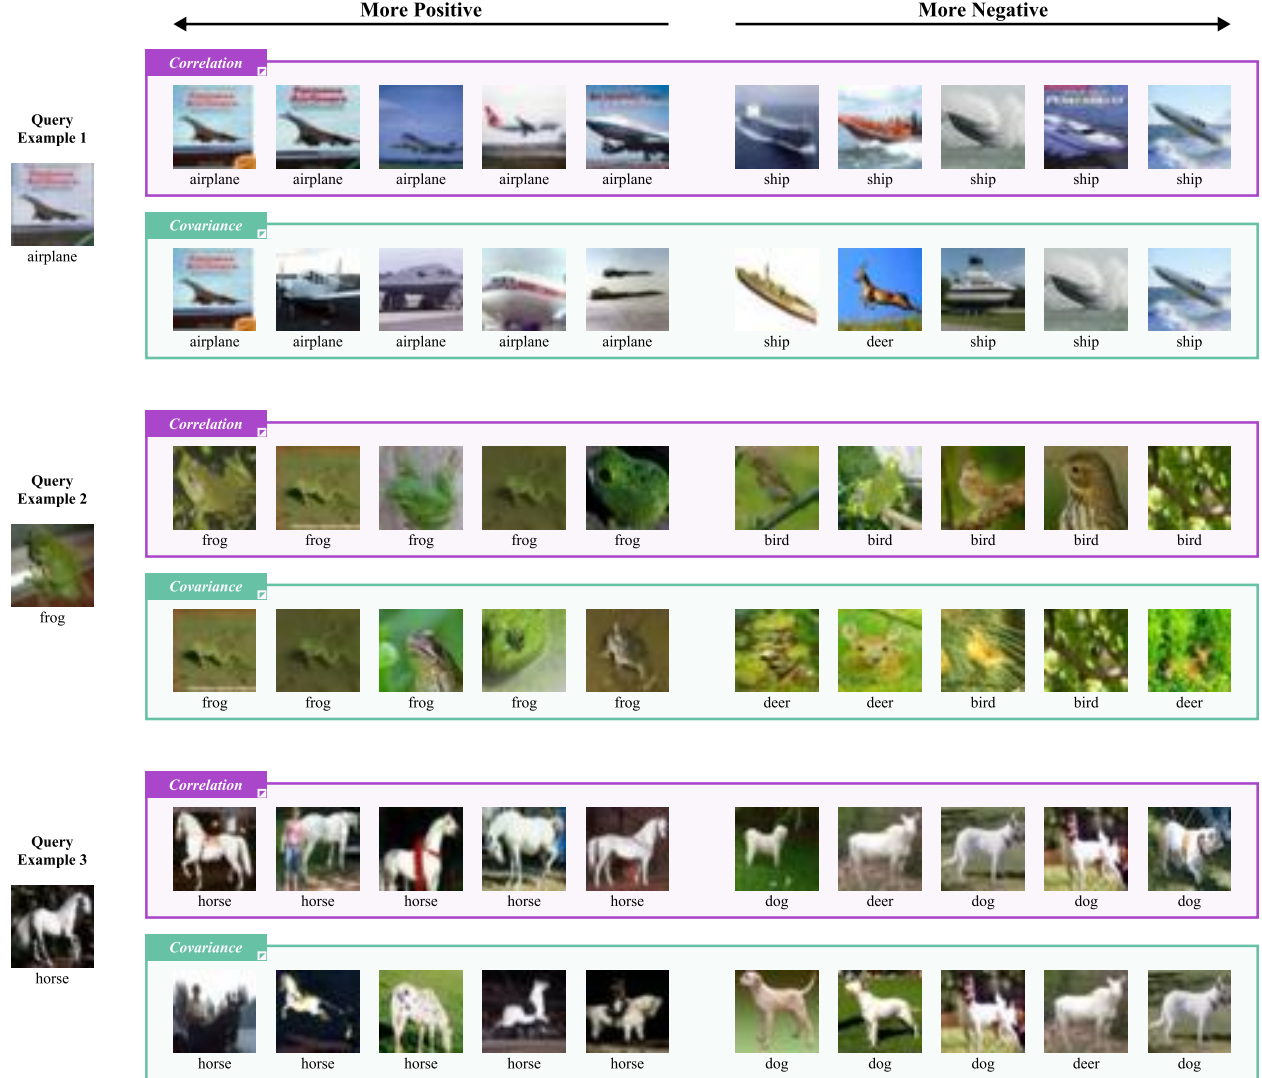 More Positive
More Negative
Correlation
Query
Example 1
airplane
airplane airplane airplane airplane airplane ship ship ship ship ship
Covariance
airplane airplane airplane airplane airplane ship deer ship ship ship
Correlation
Query
Example 2
frog
frog frog frog frog frog bird bird bird bird bird
Covariance
frog frog frog frog frog deer deer bird bird deer
Correlation
Query
Example 3
horse
horse horse horse horse horse dog deer dog dog dog
Covariance
horse horse horse horse horse dog dog dog deer dog